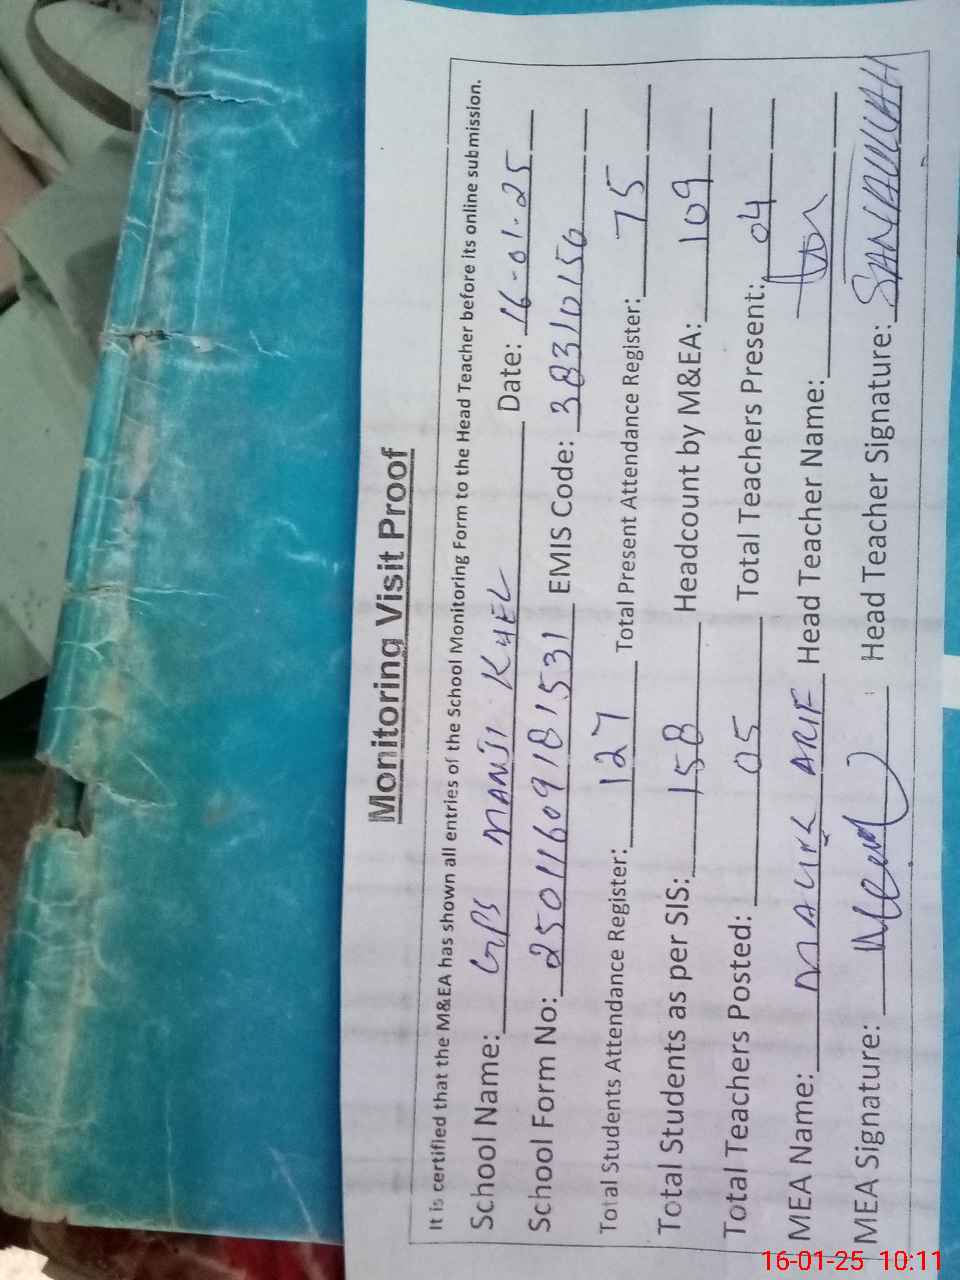 Monitoring Visit Proof
It is certified that the M&EA has shown all entries of the School Monitoring Form to the Head Teacher before its online submission.
School Name: GPS MANJI KHEL Date: 16-01-25
School Form No: 25011609181531 EMIS Code: 38310150
Total Students Attendance Register: 127 Total Present Attendance Register: 75
Total Students as per SIS: 158 Headcount by M&EA: 109
Total Teachers Posted: 05 Total Teachers Present: 04
MEA Name: MALIK ARIF Head Teacher Name:
MEA Signature: Head Teacher Signature: SANAULLAH
16-01-25 10:11